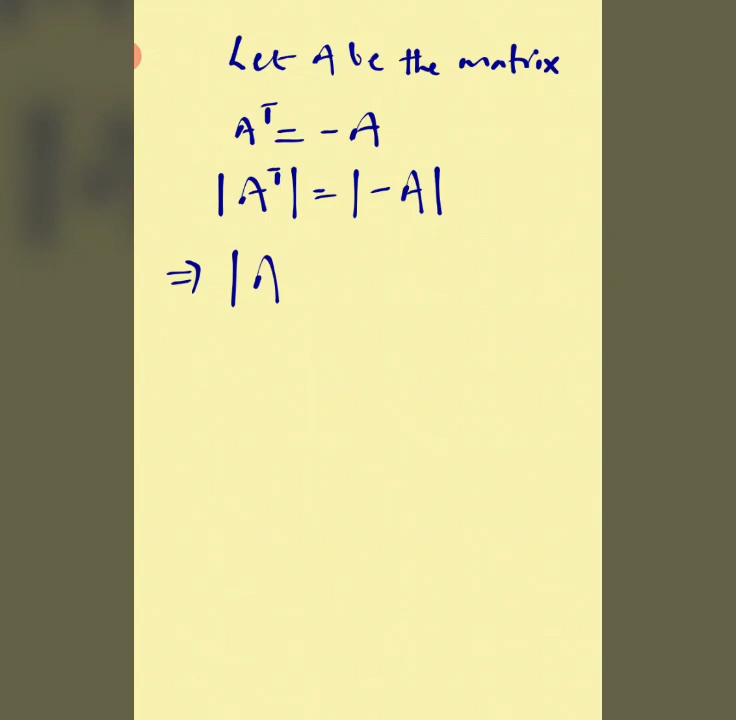 Let A be the matrix
Aᵀ = - A
|Aᵀ| = |- A|
⇒ |A